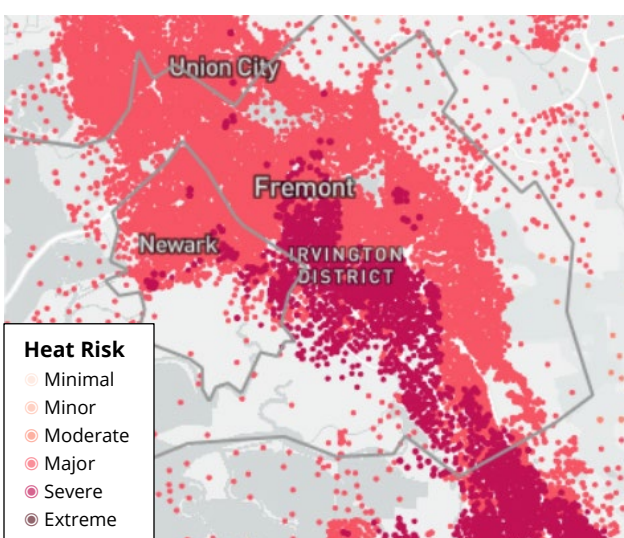 Union City
Fremont
Newark
IRVINGTON
DISTRICT
Heat Risk
Minimal
Minor
Moderate
Major
Severe
Extreme